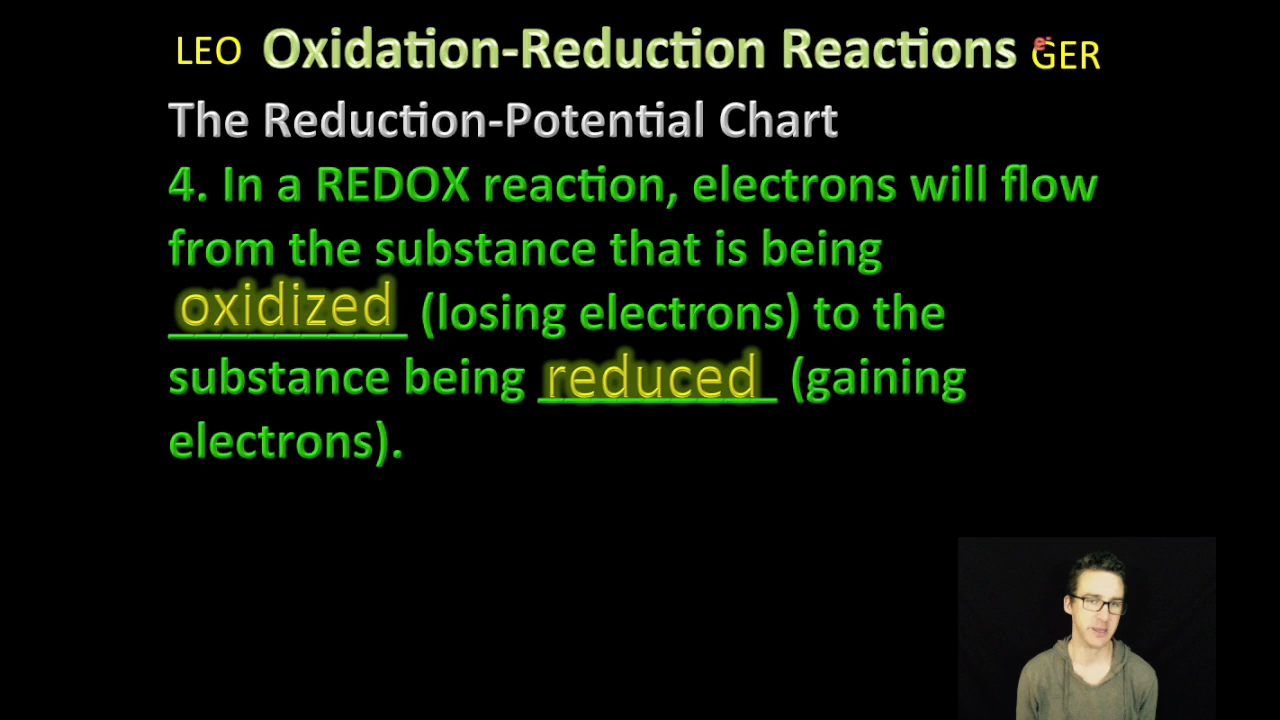 LEO Oxidation-Reduction Reactions GER
The Reduction-Potential Chart
4. In a REDOX reaction, electrons will flow
from the substance that is being
oxidized (losing electrons) to the
substance being reduced (gaining
electrons).